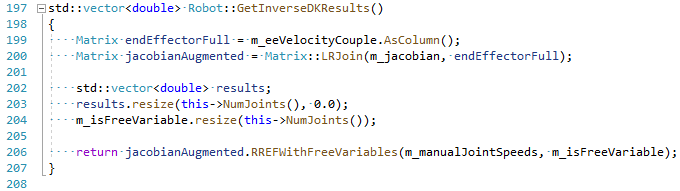 197 std::vector<double> Robot::GetInverseDKResults()
198 {
199 Matrix endEffectorFull = m_eeVelocityCouple.AsColumn();
200 Matrix jacobianAugmented = Matrix::LRJoin(m_jacobian, endEffectorFull);
201
202 std::vector<double> results;
203 results.resize(this->NumJoints(), 0.0);
204 m_isFreeVariable.resize(this->NumJoints());
205
206 return jacobianAugmented.RREFWithFreeVariables(m_manualJointSpeeds, m_isFreeVariable);
207 }
208